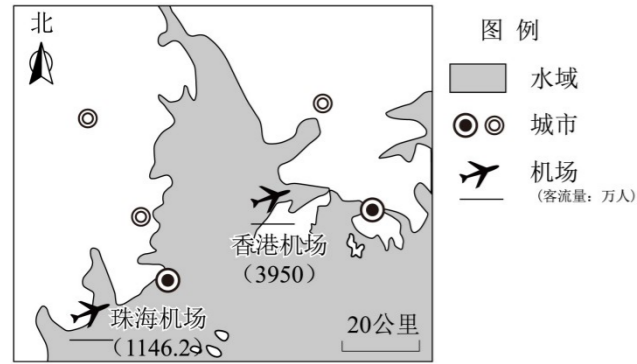 北
香港机场
（3950）
珠海机场
（1146.2）
20公里
图 例
水域
城市
机场
(客流量：万人)